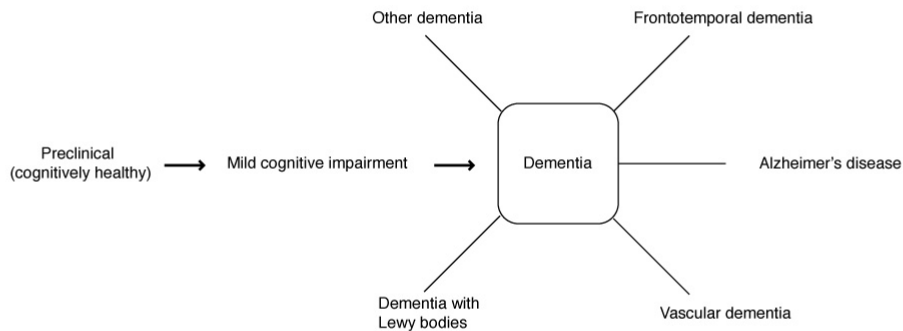 Other dementia
Frontotemporal dementia
Preclinical
(cognitively healthy)
Mild cognitive impairment
Dementia
Alzheimer’s disease
Dementia with
Lewy bodies
Vascular dementia